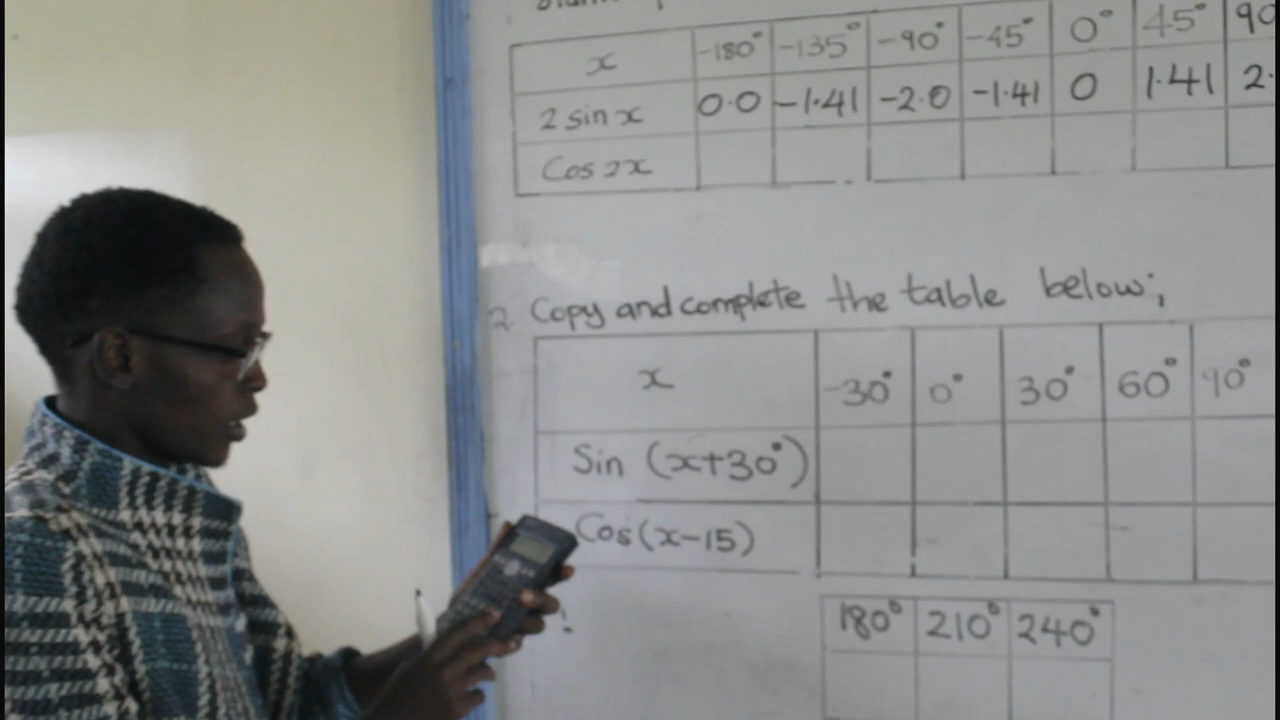 x -180° -135° -90° -45° 0° 45° 90
2 sin x 0.0 -1.41 -2.0 -1.41 0 1.41 2.
Cos 2x
2 Copy and complete the table below;
x -30° 0° 30° 60° 90°
Sin (x+30°)
Cos(x-15)
180° 210° 240°